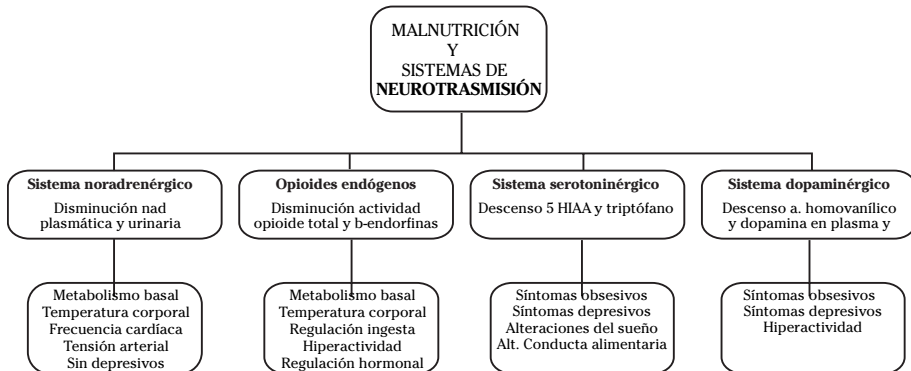 MALNUTRICIÓN
Y
SISTEMAS DE
NEUROTRASMISIÓN
Sistema noradrenérgico
Disminución nad
plasmática y urinaria
Opioides endógenos
Disminución actividad
opioide total y b-endorfinas
Sistema serotoninérgico
Descenso 5 HIAA y triptófano
Sistema dopaminérgico
Descenso a. homovanílico
y dopamina en plasma y
Metabolismo basal
Temperatura corporal
Frecuencia cardíaca
Tensión arterial
Sin depresivos
Metabolismo basal
Temperatura corporal
Regulación ingesta
Hiperactividad
Regulación hormonal
Síntomas obsesivos
Síntomas depresivos
Alteraciones del sueño
Alt. Conducta alimentaria
Síntomas obsesivos
Síntomas depresivos
Hiperactividad